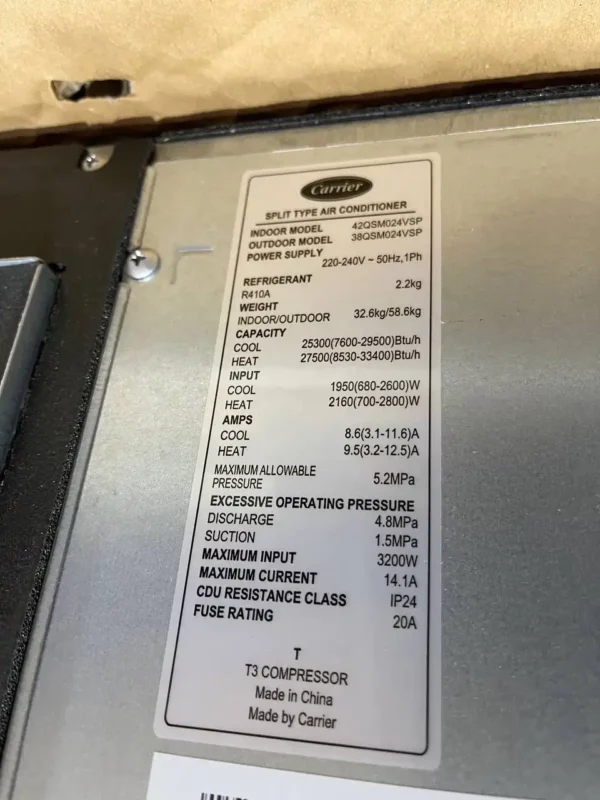 Carrier
SPLIT TYPE AIR CONDITIONER
INDOOR MODEL 42QSM024VSP
OUTDOOR MODEL 38QSM024VSP
POWER SUPPLY
220-240V ~ 50Hz,1Ph
REFRIGERANT
R410A 2.2kg
WEIGHT
INDOOR/OUTDOOR 32.6kg/58.6kg
CAPACITY
COOL 25300(7600-29500)Btu/h
HEAT 27500(8530-33400)Btu/h
INPUT
COOL 1950(680-2600)W
HEAT 2160(700-2800)W
AMPS
COOL 8.6(3.1-11.6)A
HEAT 9.5(3.2-12.5)A
MAXIMUM ALLOWABLE
PRESSURE 5.2MPa
EXCESSIVE OPERATING PRESSURE
DISCHARGE 4.8MPa
SUCTION 1.5MPa
MAXIMUM INPUT 3200W
MAXIMUM CURRENT 14.1A
CDU RESISTANCE CLASS IP24
FUSE RATING 20A
T
T3 COMPRESSOR
Made in China
Made by Carrier